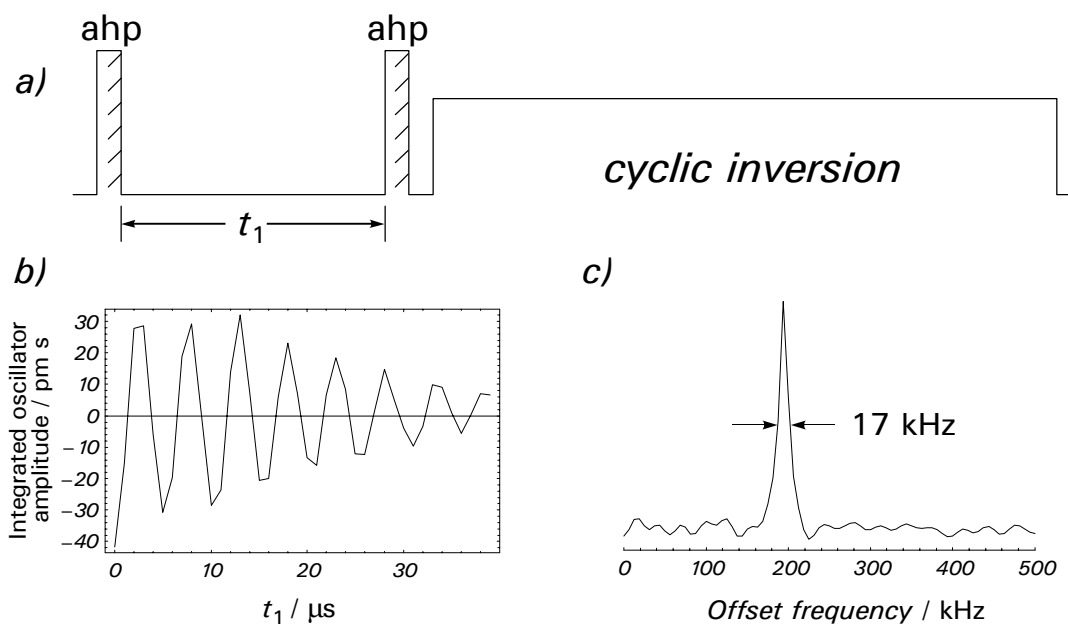 ahp
ahp
a)
cyclic inversion
t1
b)
c)
Integrated oscillator
amplitude / pm s
30
20
10
0
−10
−20
−30
−40
0
10
20
30
t1 / μs
17 kHz
0
100
200
300
400
500
Offset frequency / kHz